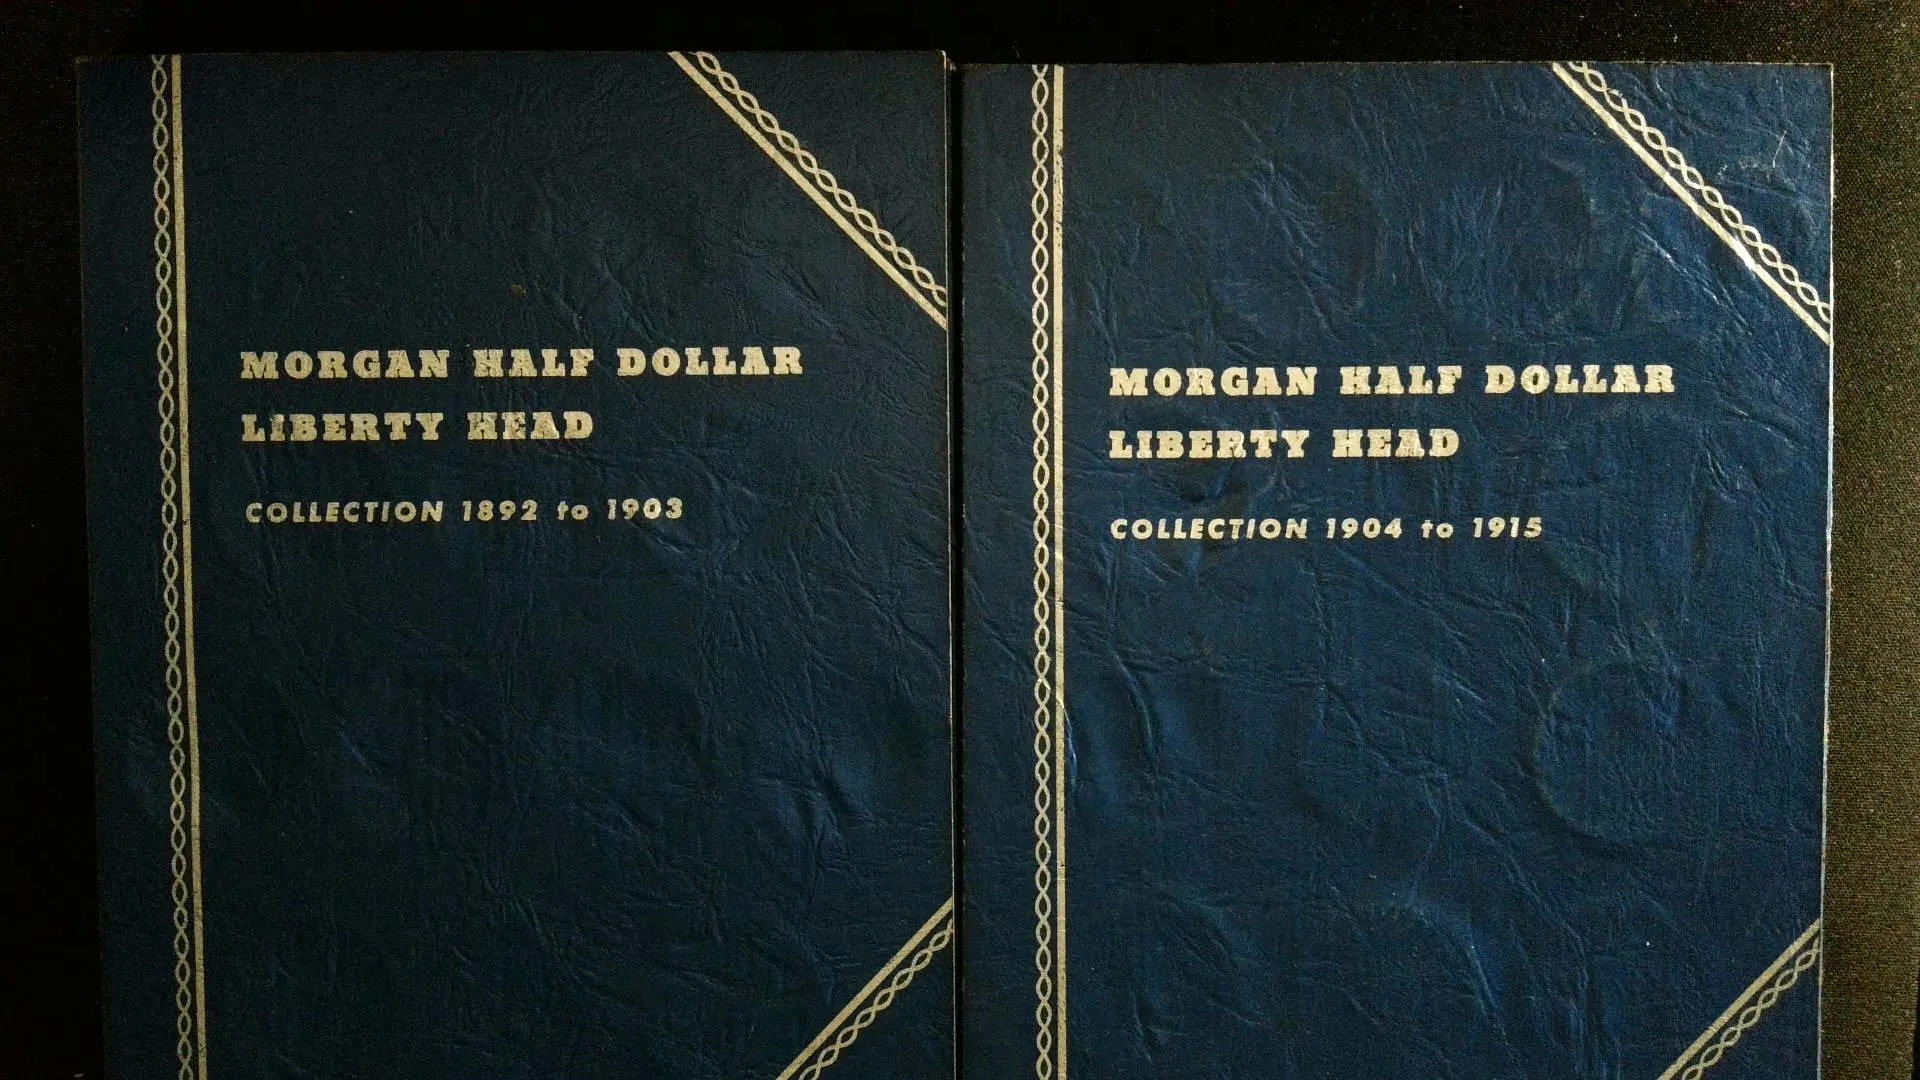 MORGAN HALF DOLLAR
LIBERTY HEAD
COLLECTION 1892 to 1903
MORGAN HALF DOLLAR
LIBERTY HEAD
COLLECTION 1904 to 1915